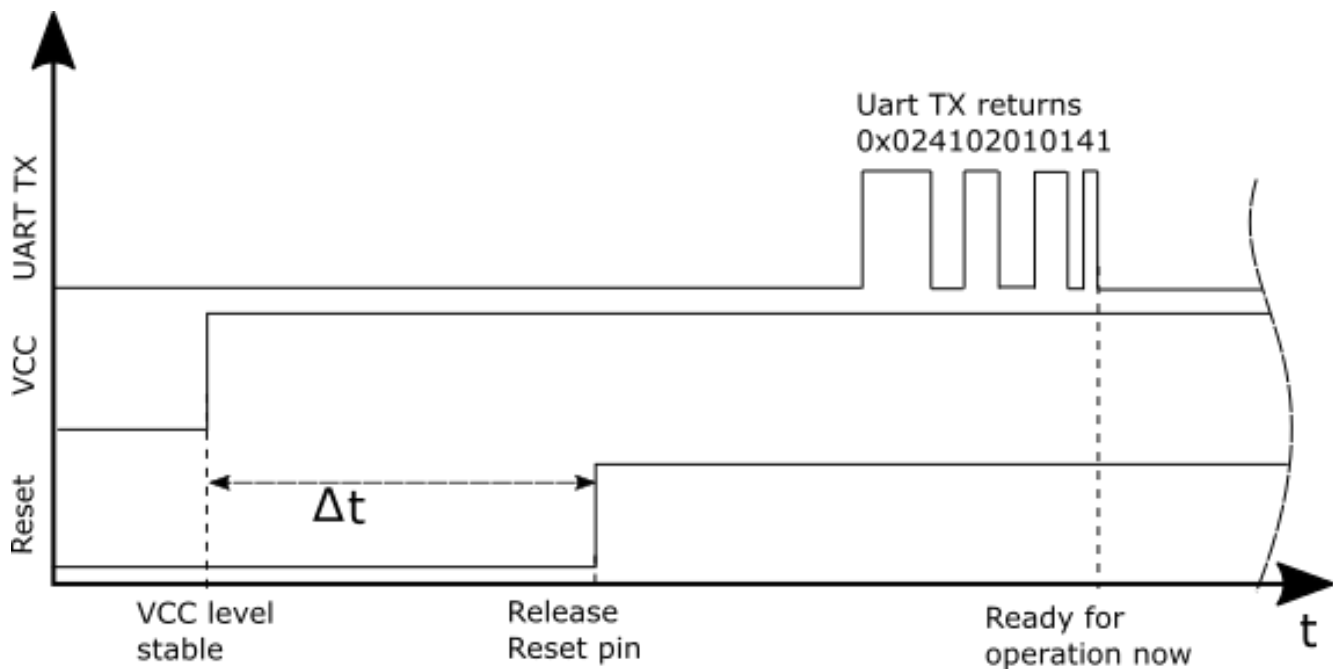 Uart TX returns
0x024102010141
UART TX
VCC
Reset
Δt
VCC level
stable
Release
Reset pin
Ready for
operation now
t